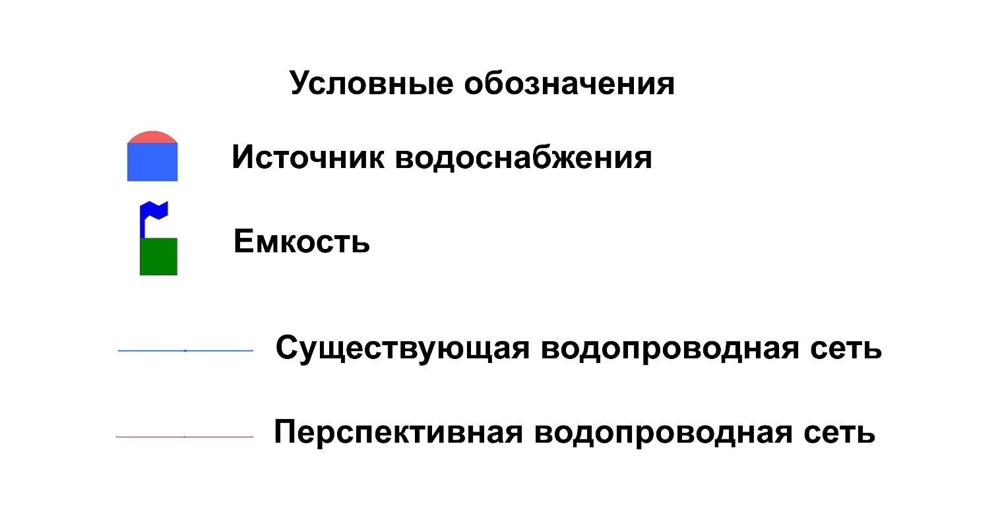 Условные обозначения
Источник водоснабжения
Емкость
Существующая водопроводная сеть
Перспективная водопроводная сеть